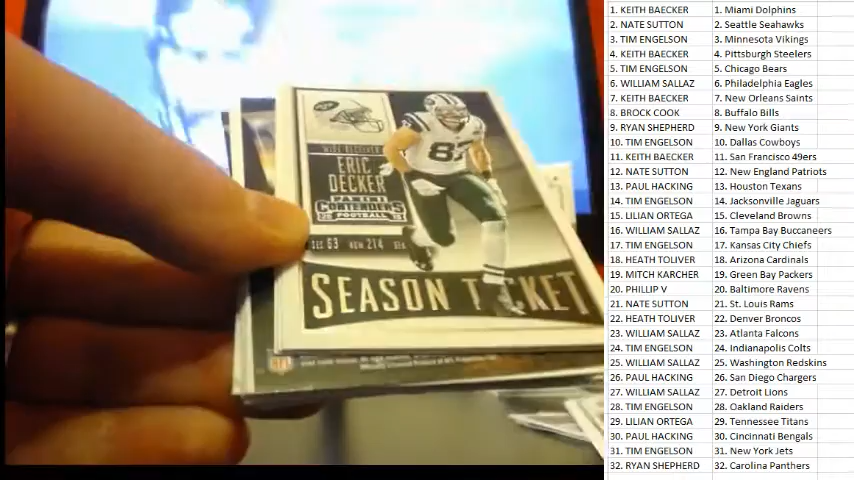 WIDE RECEIVER
ERIC
DECKER
PANINI
CONTENDERS
FOOTBALL
87
SEASON TICKET
1. KEITH BAECKER 1. Miami Dolphins
2. NATE SUTTON 2. Seattle Seahawks
3. TIM ENGELSON 3. Minnesota Vikings
4. KEITH BAECKER 4. Pittsburgh Steelers
5. TIM ENGELSON 5. Chicago Bears
6. WILLIAM SALLAZ 6. Philadelphia Eagles
7. KEITH BAECKER 7. New Orleans Saints
8. BROCK COOK 8. Buffalo Bills
9. RYAN SHEPHERD 9. New York Giants
10. TIM ENGELSON 10. Dallas Cowboys
11. KEITH BAECKER 11. San Francisco 49ers
12. NATE SUTTON 12. New England Patriots
13. PAUL HACKING 13. Houston Texans
14. TIM ENGELSON 14. Jacksonville Jaguars
15. LILIAN ORTEGA 15. Cleveland Browns
16. WILLIAM SALLAZ 16. Tampa Bay Buccaneers
17. TIM ENGELSON 17. Kansas City Chiefs
18. HEATH TOLIVER 18. Arizona Cardinals
19. MITCH KARCHER 19. Green Bay Packers
20. PHILLIP V 20. Baltimore Ravens
21. NATE SUTTON 21. St. Louis Rams
22. HEATH TOLIVER 22. Denver Broncos
23. WILLIAM SALLAZ 23. Atlanta Falcons
24. TIM ENGELSON 24. Indianapolis Colts
25. WILLIAM SALLAZ 25. Washington Redskins
26. PAUL HACKING 26. San Diego Chargers
27. WILLIAM SALLAZ 27. Detroit Lions
28. TIM ENGELSON 28. Oakland Raiders
29. LILIAN ORTEGA 29. Tennessee Titans
30. PAUL HACKING 30. Cincinnati Bengals
31. TIM ENGELSON 31. New York Jets
32. RYAN SHEPHERD 32. Carolina Panthers